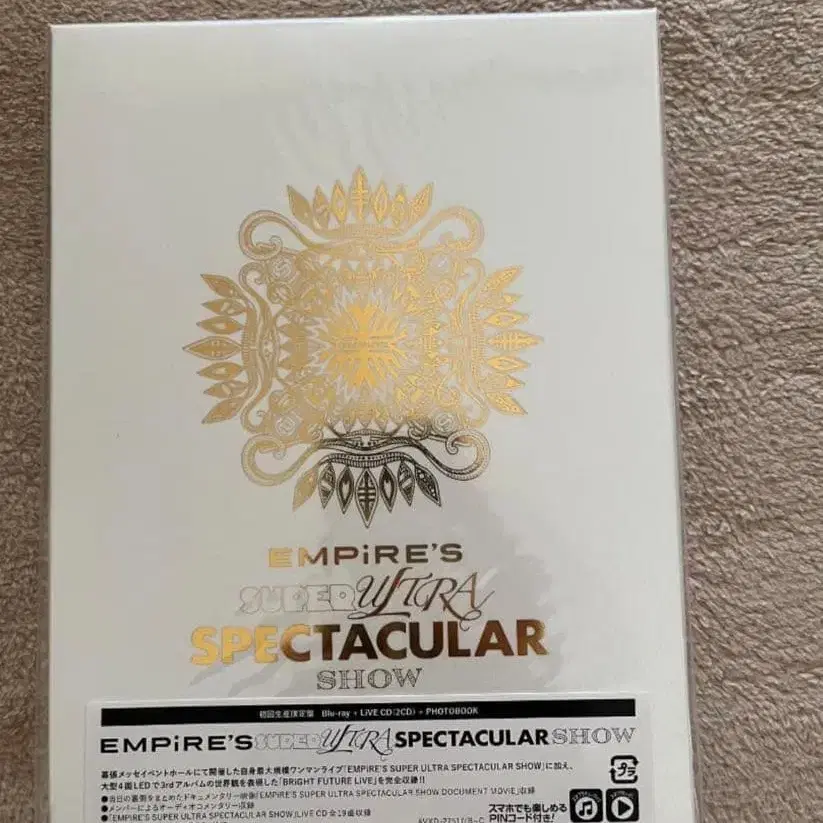 EMPiRE'S
SUPER ULTRA
SPECTACULAR
SHOW
初回生産限定盤 Blu-ray + LiVE CD(2CD) + PHOTOBOOK
EMPiRE'S SUPER ULTRA SPECTACULAR SHOW
幕張メッセイベントホールにて開催した自身最大規模ワンマンライブ「EMPiRE'S SUPER ULTRA SPECTACULAR SHOW」に加え、
大型4面LEDで3rdアルバムの世界観を表現した「BRiGHT FUTURE LiVE」を完全収録!!
●当日の裏側をまとめたドキュメンタリー映像「EMPiRE'S SUPER ULTRA SPECTACULAR SHOW DOCUMENT MOVIE」収録
●メンバーによるオーディオコメンタリー収録
●「EMPiRE'S SUPER ULTRA SPECTACULAR SHOW」LIVE CD 全19曲収録
プラ
スマホでも楽しめる
PINコード付き!